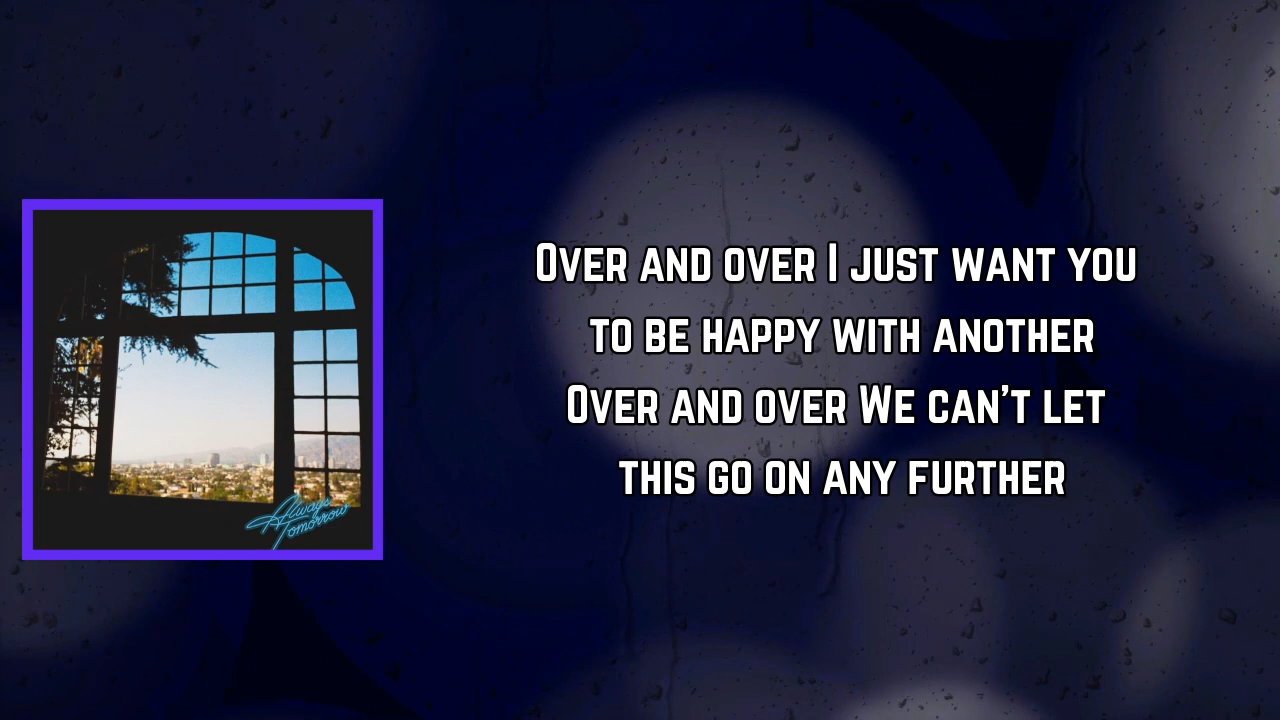 Over and over I just want you
to be happy with another
Over and over We can't let
this go on any further
Always
Tomorrow